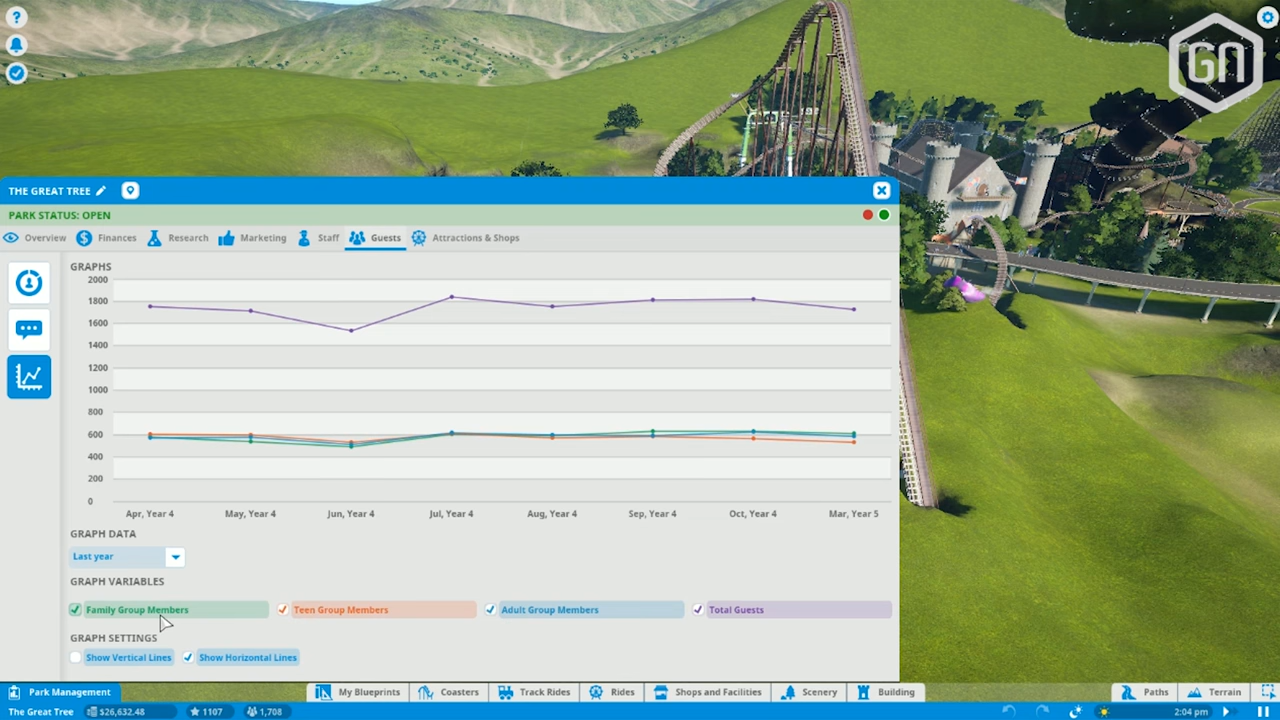 ?
GN
THE GREAT TREE
PARK STATUS: OPEN
Overview Finances Research Marketing Staff Guests Attractions & Shops
GRAPHS
2000
1800
1600
1400
1200
1000
800
600
400
200
0
Apr, Year 4 May, Year 4 Jun, Year 4 Jul, Year 4 Aug, Year 4 Sep, Year 4 Oct, Year 4 Mar, Year 5
GRAPH DATA
Last year
GRAPH VARIABLES
Family Group Members Teen Group Members Adult Group Members Total Guests
GRAPH SETTINGS
Show Vertical Lines Show Horizontal Lines
Park Management My Blueprints Coasters Track Rides Rides Shops and Facilities Scenery Building Paths Terrain
The Great Tree $26,632.48 1107 1,708 2:04 pm